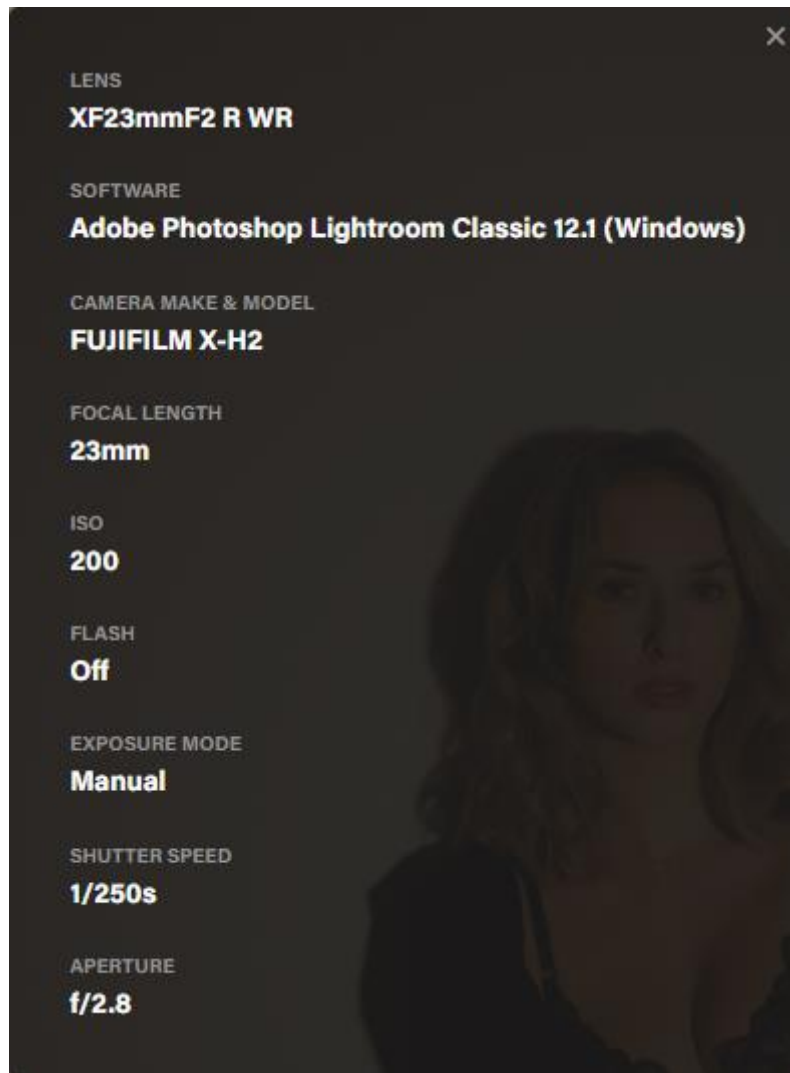 LENS
XF23mmF2 R WR
SOFTWARE
Adobe Photoshop Lightroom Classic 12.1 (Windows)
CAMERA MAKE & MODEL
FUJIFILM X-H2
FOCAL LENGTH
23mm
ISO
200
FLASH
Off
EXPOSURE MODE
Manual
SHUTTER SPEED
1/250s
APERTURE
f/2.8